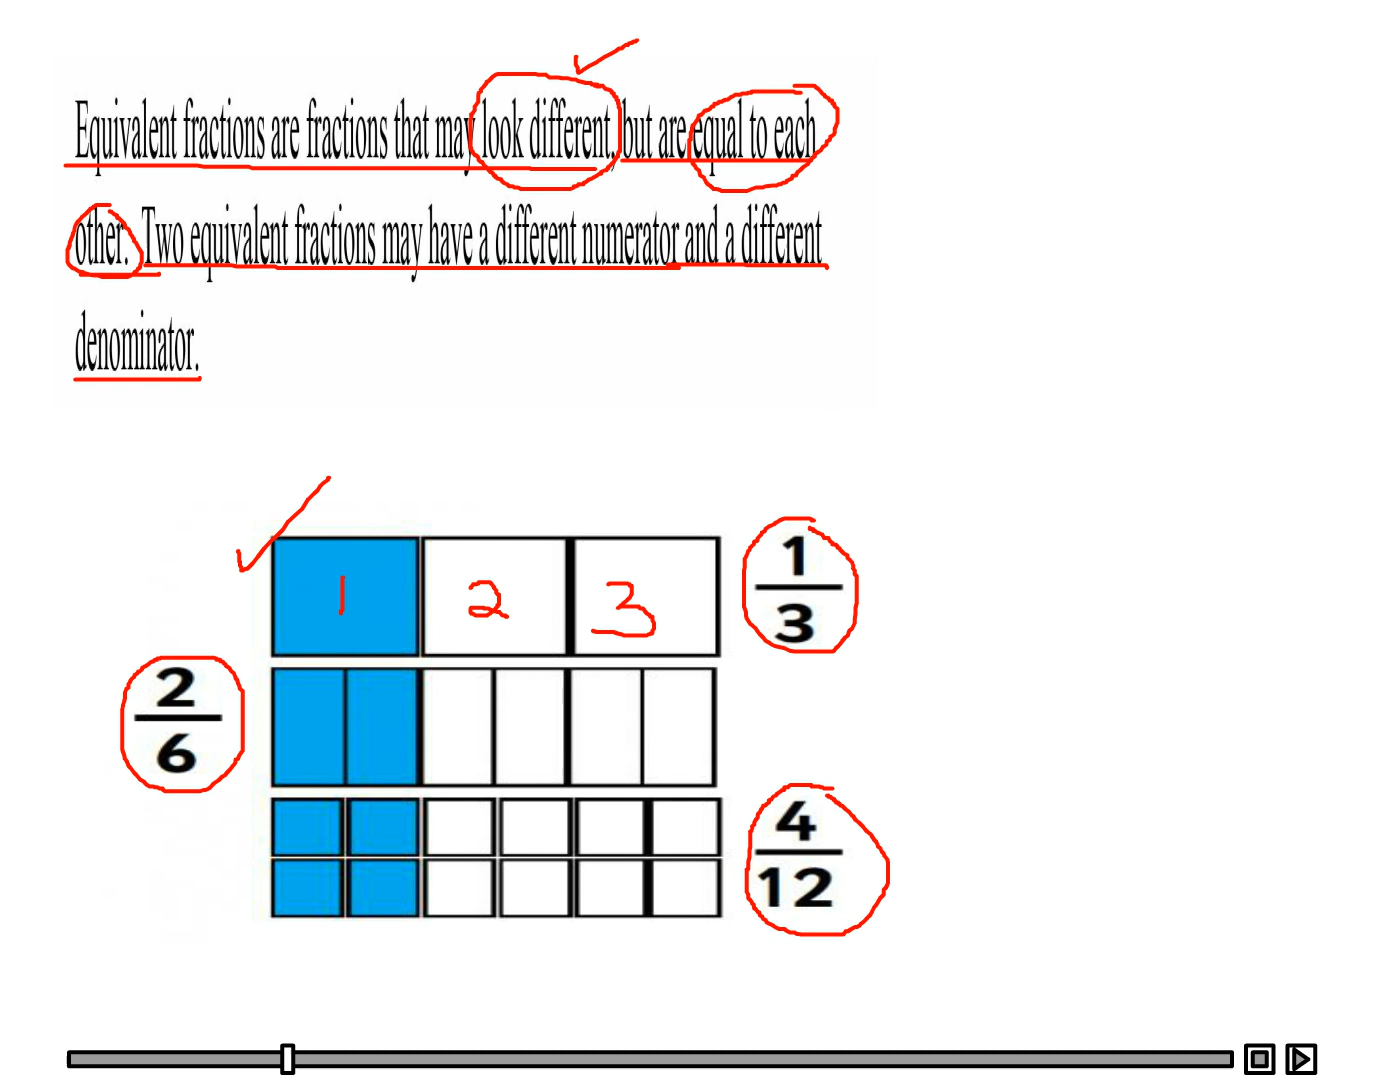 Equivalent fractions are fractions that may look different, but are equal to each
other. Two equivalent fractions may have a different numerator and a different
denominator.
1 2 3
1
3
2
6
4
12